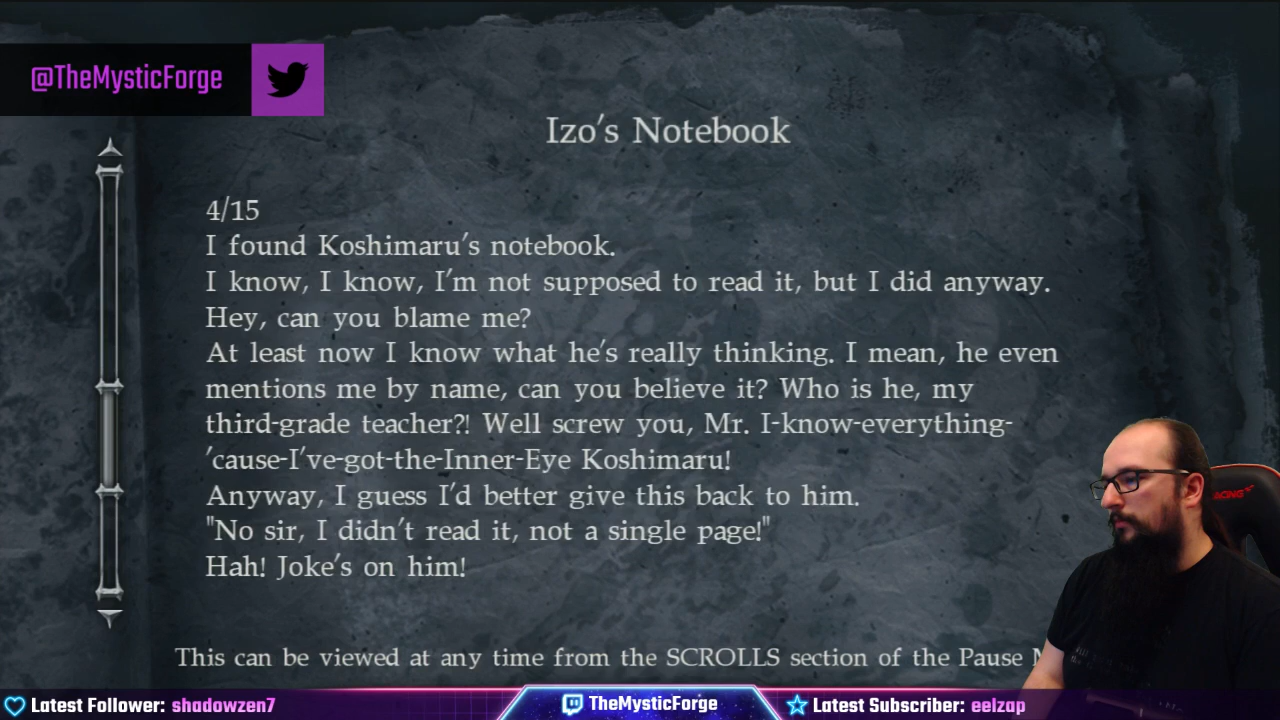 @TheMysticForge
Izo's Notebook
4/15
I found Koshimaru's notebook.
I know, I know, I'm not supposed to read it, but I did anyway.
Hey, can you blame me?
At least now I know what he's really thinking. I mean, he even
mentions me by name, can you believe it? Who is he, my
third-grade teacher?! Well screw you, Mr. I-know-everything-
'cause-I've-got-the-Inner-Eye Koshimaru!
Anyway, I guess I'd better give this back to him.
"No sir, I didn't read it, not a single page!"
Hah! Joke's on him!
This can be viewed at any time from the SCROLLS section of the Pause
Latest Follower: shadowzen7
TheMysticForge
Latest Subscriber: eelzap